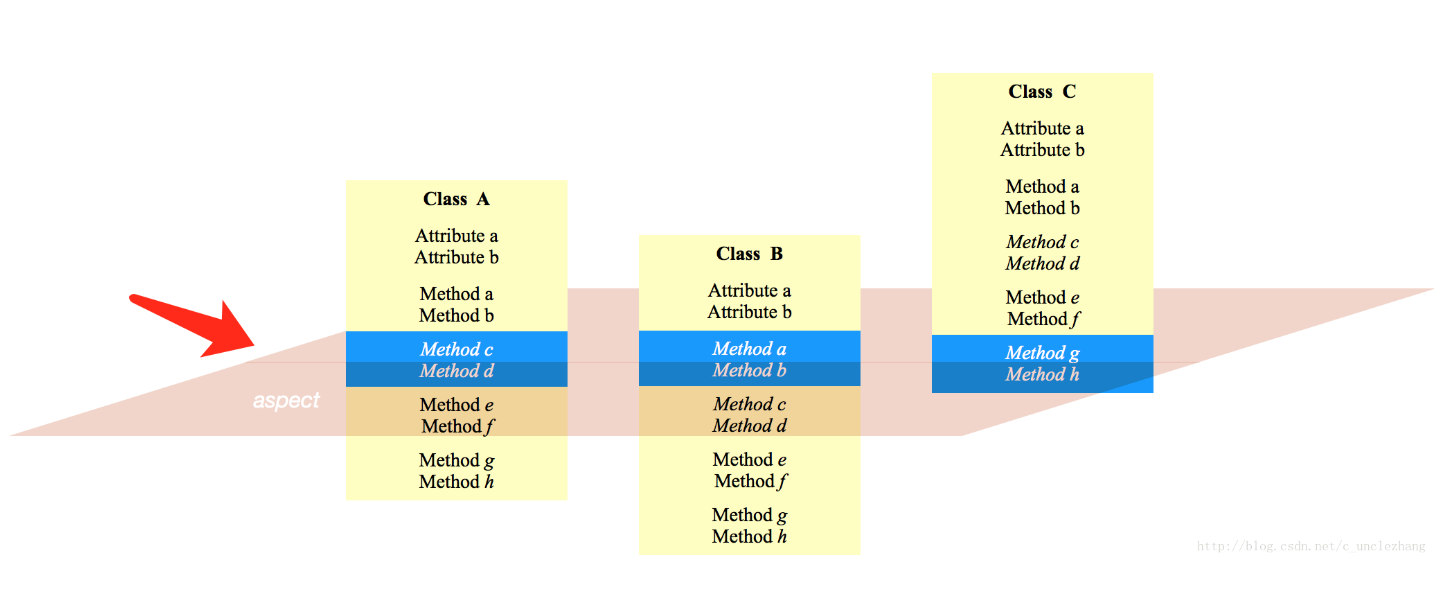 Class A
Attribute a
Attribute b
Method a
Method b
Method c
Method d
Method e
Method f
Method g
Method h
aspect
Class B
Attribute a
Attribute b
Method a
Method b
Method c
Method d
Method e
Method f
Method g
Method h
Class C
Attribute a
Attribute b
Method a
Method b
Method c
Method d
Method e
Method f
Method g
Method h
http://blog.csdn.net/c_unclezhang